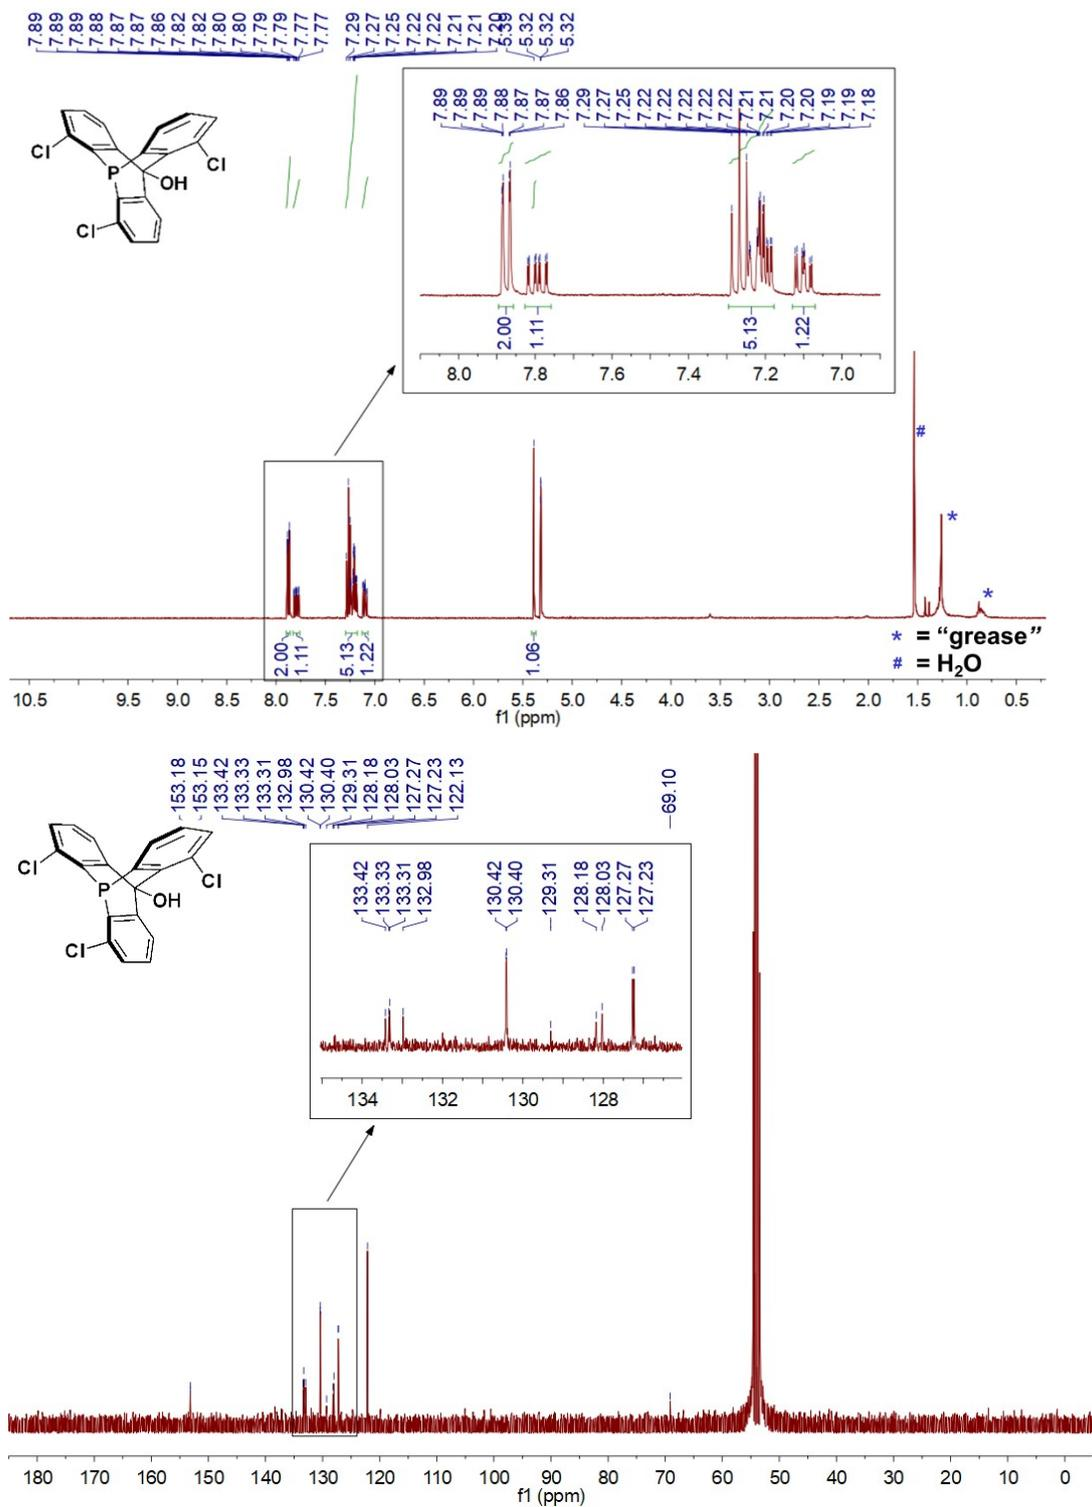 7.89 7.89 7.89 7.88 7.87 7.87 7.86 7.82 7.82 7.80 7.80 7.79 7.79 7.77 7.77 7.29 7.27 7.25 7.22 7.22 7.21 7.21 7.20 5.39 5.32 5.32 5.32
7.89 7.89 7.89 7.88 7.87 7.87 7.86 7.29 7.27 7.25 7.22 7.22 7.22 7.22 7.22 7.21 7.21 7.20 7.20 7.19 7.19 7.18
Cl
Cl
P
OH
Cl
2.00 1.11 5.13 1.22
8.0 7.8 7.6 7.4 7.2 7.0
#
*
*
* = “grease”
# = H₂O
2.00 1.11 5.13 1.22 1.06
10.5 9.5 9.0 8.5 8.0 7.5 7.0 6.5 6.0 5.5 5.0 4.5 4.0 3.5 3.0 2.5 2.0 1.5 1.0 0.5
f1 (ppm)
153.18 153.15 133.42 133.33 133.31 132.98 130.42 130.40 129.31 128.18 128.03 127.27 127.23 122.13 69.10
Cl
Cl
P
OH
Cl
133.42 133.33 133.31 132.98 130.42 130.40 129.31 128.18 128.03 127.27 127.23
134 132 130 128
180 170 160 150 140 130 120 110 100 90 80 70 60 50 40 30 20 10 0
f1 (ppm)